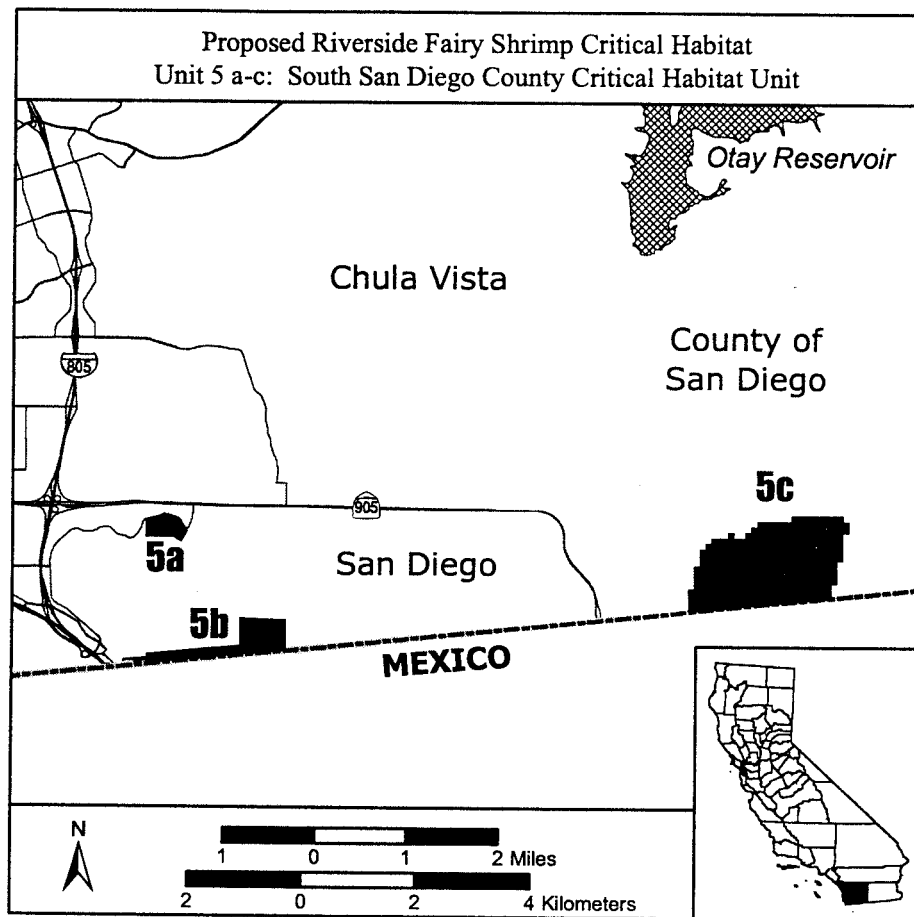 Proposed Riverside Fairy Shrimp Critical Habitat
Unit 5 a-c: South San Diego County Critical Habitat Unit
Otay Reservoir
Chula Vista
County of
San Diego
805
5c
905
5a
San Diego
5b
MEXICO
N
1 0 1 2 Miles
2 0 2 4 Kilometers